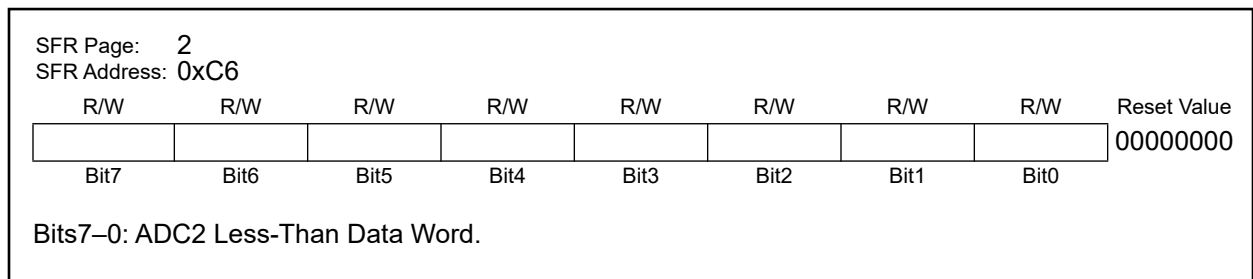 SFR Page: 2
SFR Address: 0xC6
R/W R/W R/W R/W R/W R/W R/W R/W Reset Value
00000000
Bit7 Bit6 Bit5 Bit4 Bit3 Bit2 Bit1 Bit0
Bits7–0: ADC2 Less-Than Data Word.